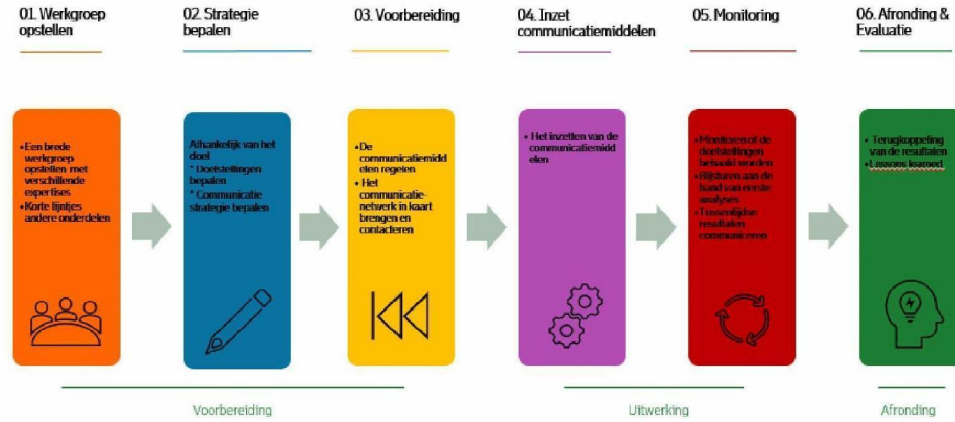 01. Werkgroep
opstellen
02. Strategie
bepalen
03. Voorbereiding
04. Inzet
communicatiemiddelen
05. Monitoring
06. Afronding &
Evaluatie
• Een brede
werkgroep
opstellen met
verschillende
expertises
• Korte lijntjes
andere onderdelen
Afhankelijk van het
doel
* Doelstellingen
bepalen
* Communicatie
strategie bepalen
• De
communicatiemidd
elen regelen
• Het
communicatie-
netwerk in kaart
brengen en
contacteren
• Het inzetten van de
communicatiemidd
elen
• Monitoren of de
doelstellingen
behaald worden
• Bijsturen aan de
hand van eerste
analyses
• Tussentijdse
resultaten
communiceren
• Terugkoppeling
van de resultaten
• Lessons learned
Voorbereiding
Uitwerking
Afronding